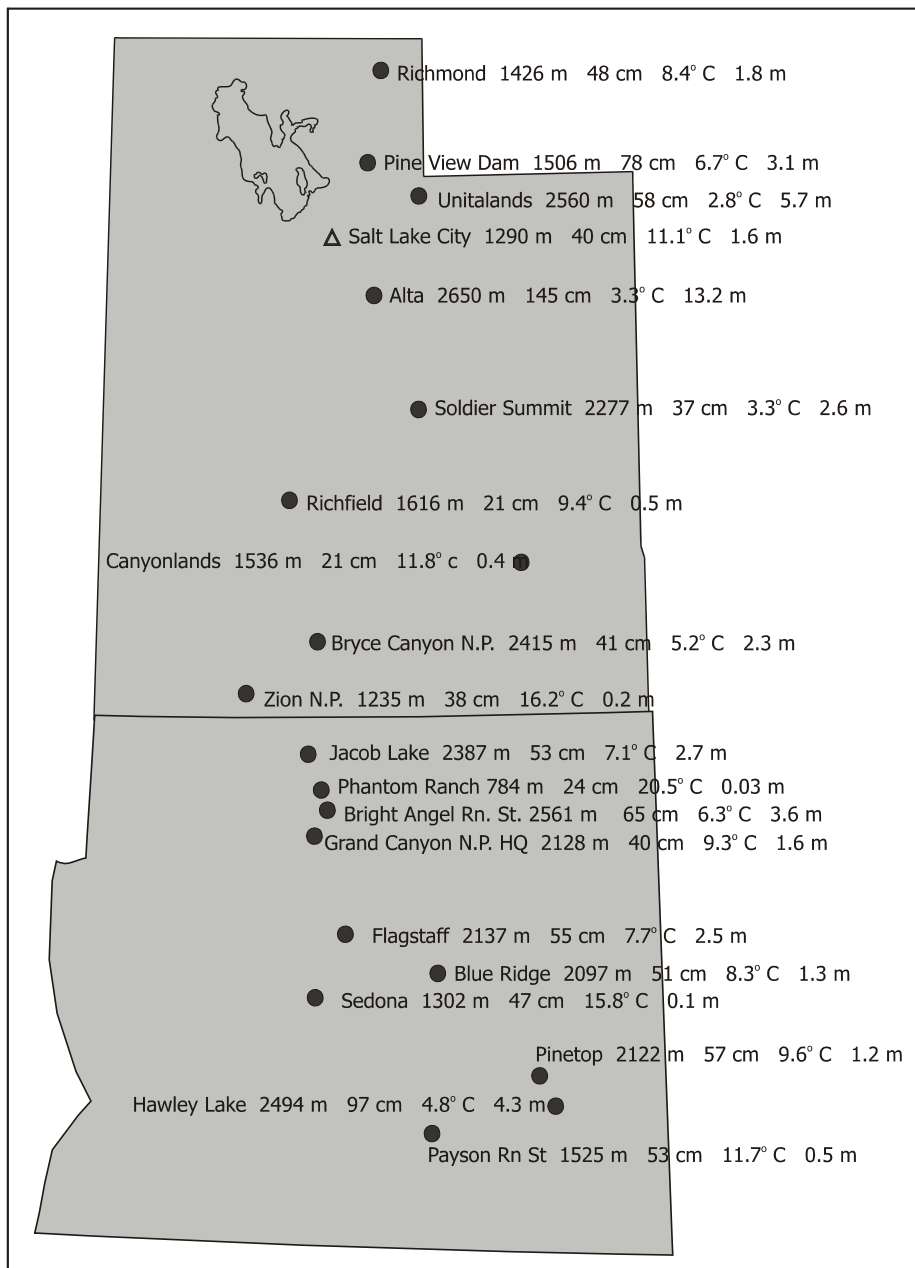 Richmond 1426 m 48 cm 8.4° C 1.8 m
Pine View Dam 1506 m 78 cm 6.7° C 3.1 m
Unitalands 2560 m 58 cm 2.8° C 5.7 m
Salt Lake City 1290 m 40 cm 11.1° C 1.6 m
Alta 2650 m 145 cm 3.3° C 13.2 m
Soldier Summit 2277 m 37 cm 3.3° C 2.6 m
Richfield 1616 m 21 cm 9.4° C 0.5 m
Canyonlands 1536 m 21 cm 11.8° c 0.4 m
Bryce Canyon N.P. 2415 m 41 cm 5.2° C 2.3 m
Zion N.P. 1235 m 38 cm 16.2° C 0.2 m
Jacob Lake 2387 m 53 cm 7.1° C 2.7 m
Phantom Ranch 784 m 24 cm 20.5° C 0.03 m
Bright Angel Rn. St. 2561 m 65 cm 6.3° C 3.6 m
Grand Canyon N.P. HQ 2128 m 40 cm 9.3° C 1.6 m
Flagstaff 2137 m 55 cm 7.7° C 2.5 m
Blue Ridge 2097 m 51 cm 8.3° C 1.3 m
Sedona 1302 m 47 cm 15.8° C 0.1 m
Pinetop 2122 m 57 cm 9.6° C 1.2 m
Hawley Lake 2494 m 97 cm 4.8° C 4.3 m
Payson Rn St 1525 m 53 cm 11.7° C 0.5 m